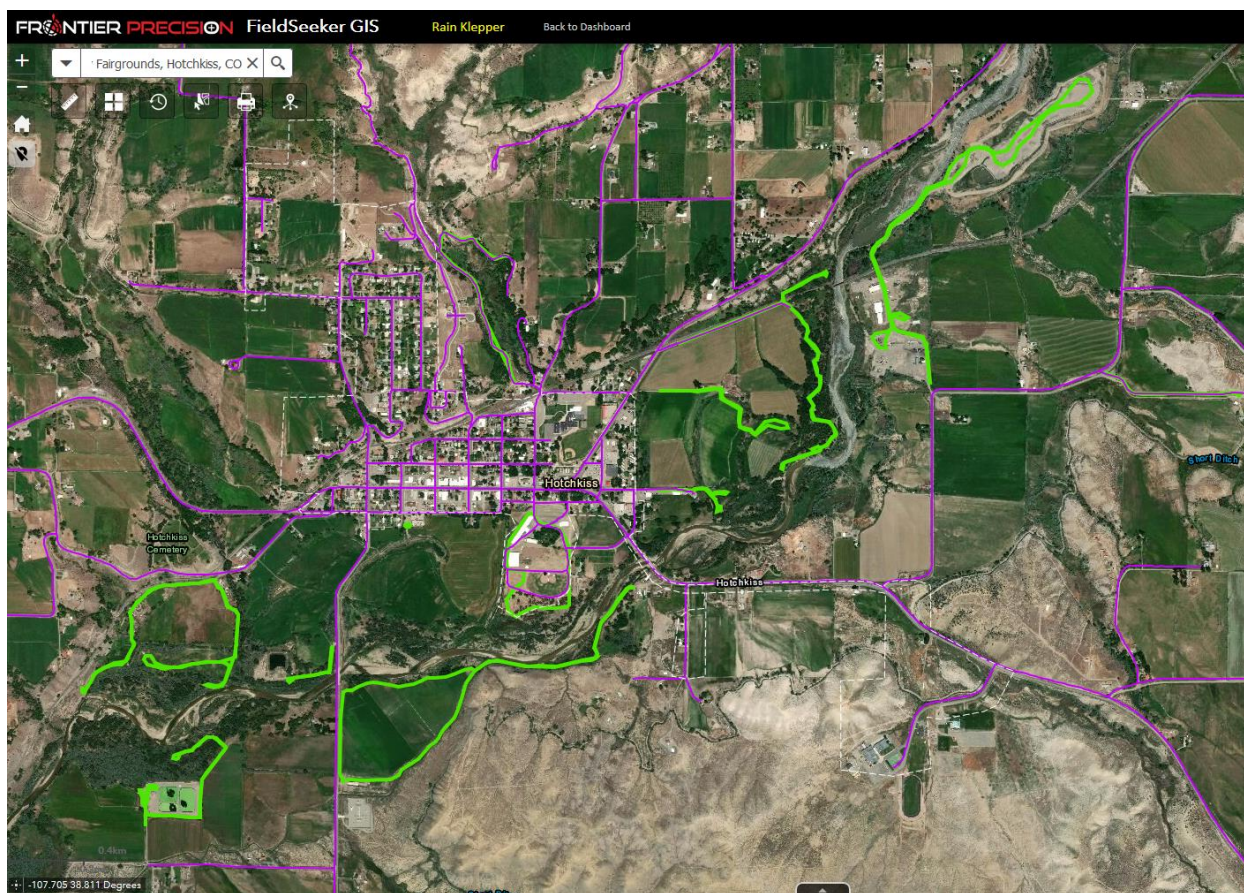 FRONTIER PRECISION FieldSeeker GIS Rain Klepper Back to Dashboard
Fairgrounds, Hotchkiss, CO
Short Ditch
Hotchkiss
Hotchkiss
Cemetery
Hotchkiss
0.4km
-107.705 38.811 Degrees